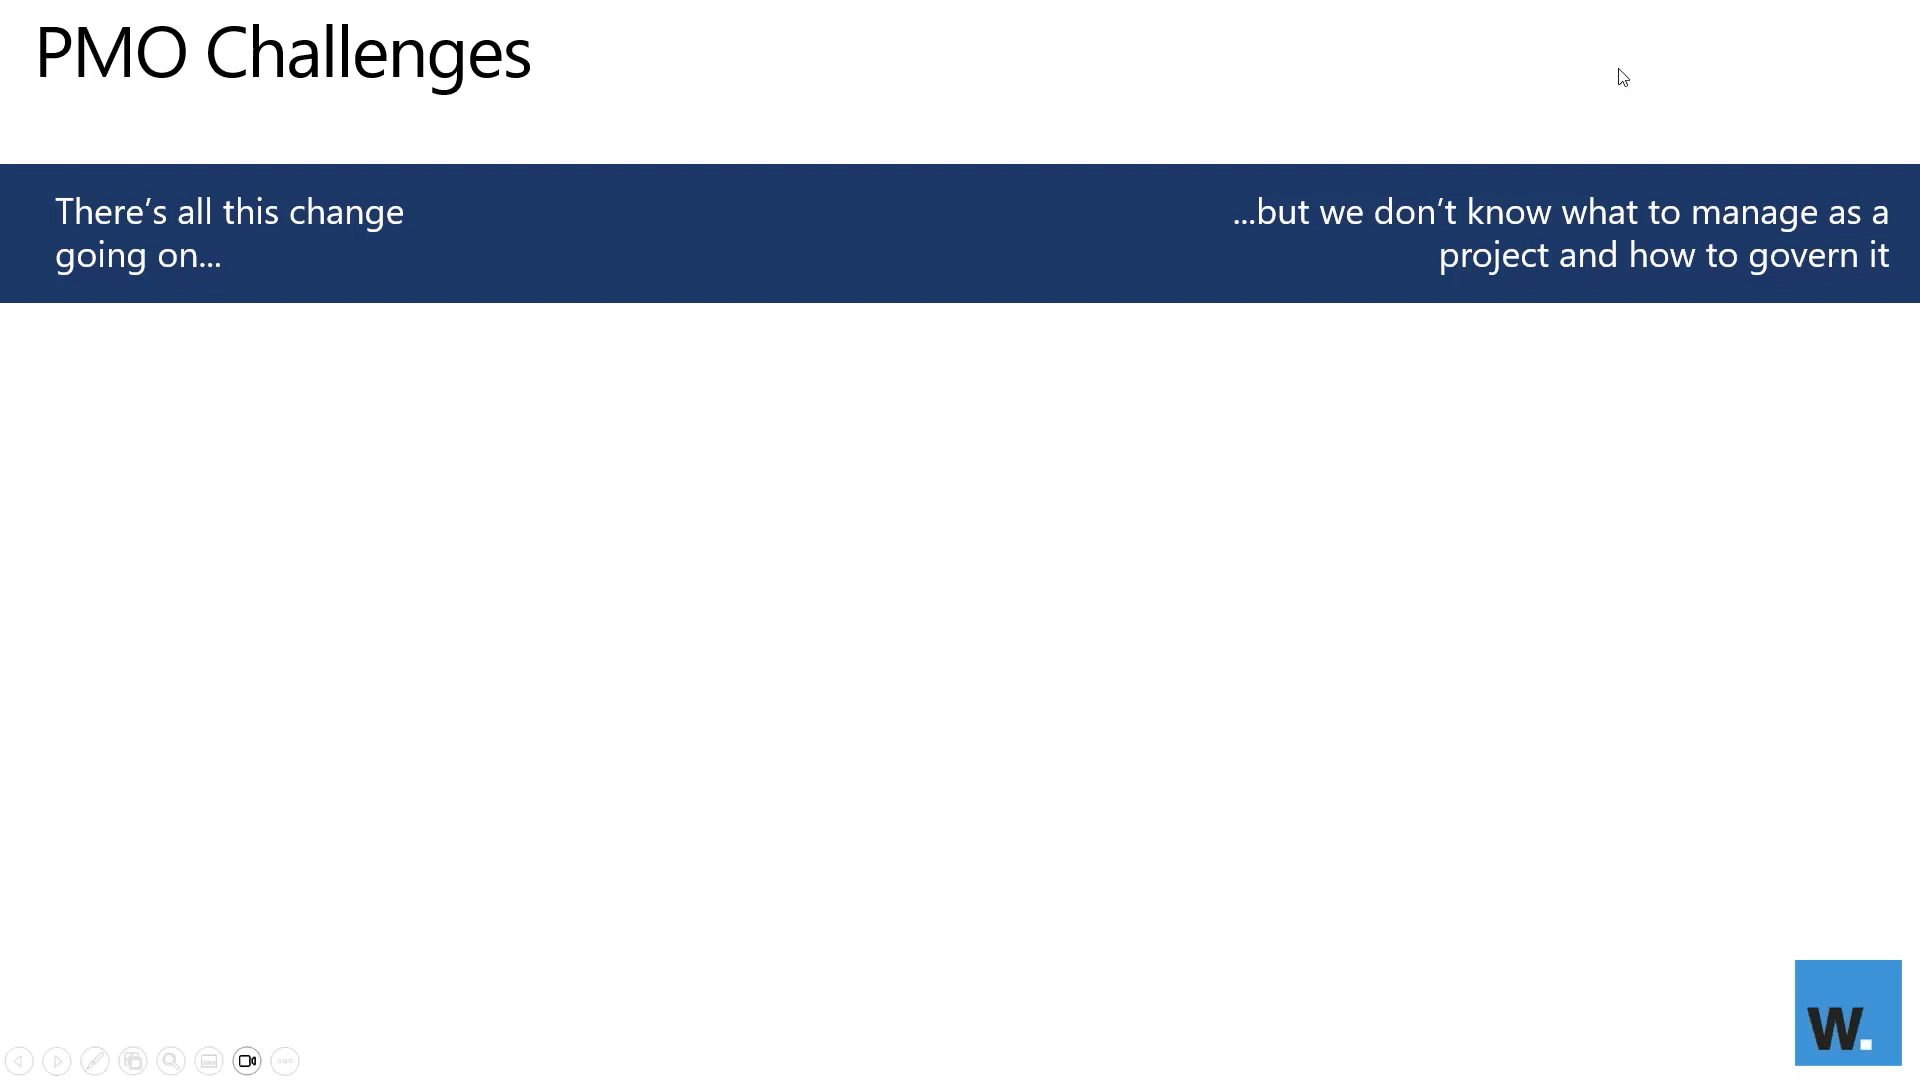 PMO Challenges
There’s all this change
going on...
...but we don’t know what to manage as a
project and how to govern it
W.